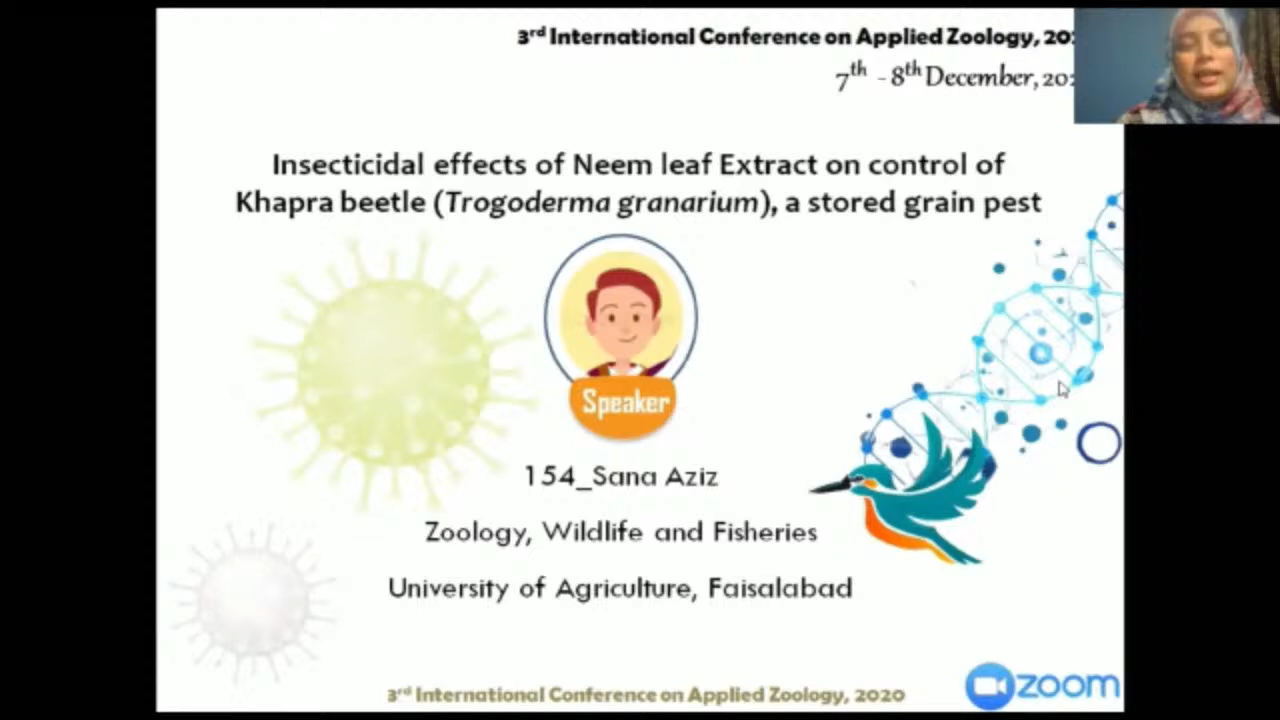 3rd International Conference on Applied Zoology, 20
7th - 8th December, 20
Insecticidal effects of Neem leaf Extract on control of
Khapra beetle (Trogoderma granarium), a stored grain pest
Speaker
154_Sana Aziz
Zoology, Wildlife and Fisheries
University of Agriculture, Faisalabad
3rd International Conference on Applied Zoology, 2020
zoom